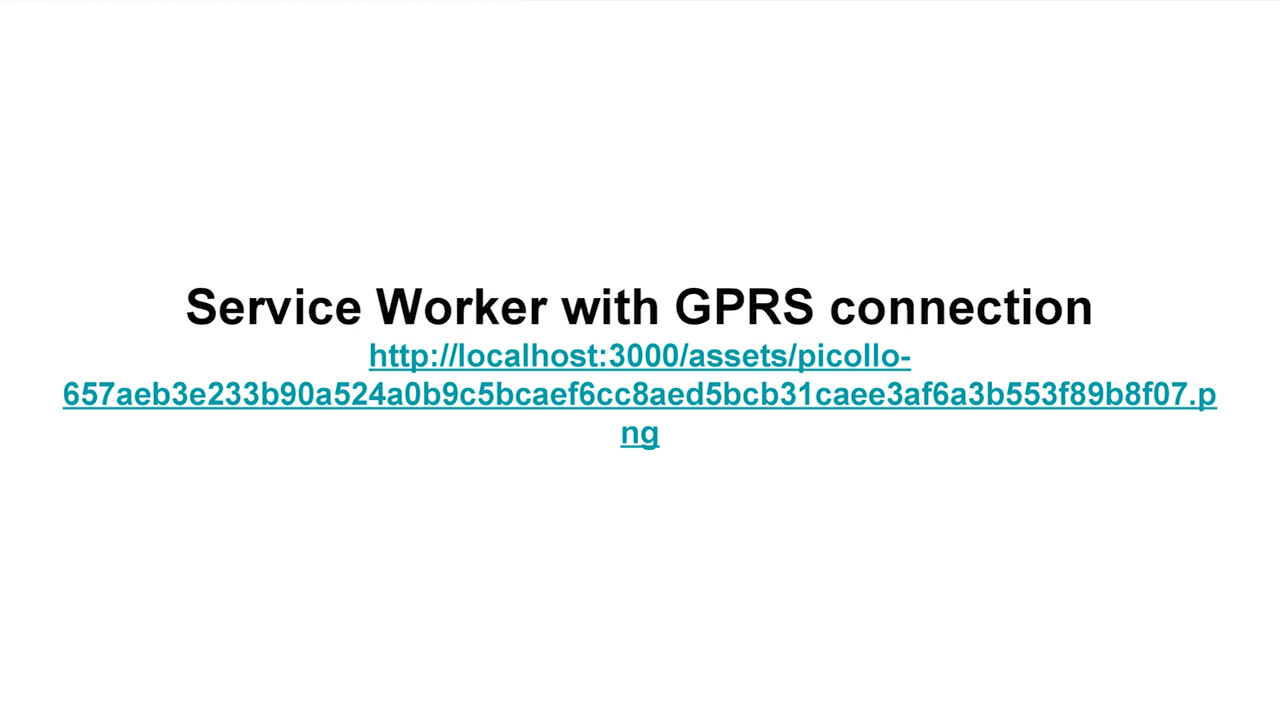 Service Worker with GPRS connection
http://localhost:3000/assets/picollo-
657aeb3e233b90a524a0b9c5bcaef6cc8aed5bcb31caee3af6a3b553f89b8f07.p
ng